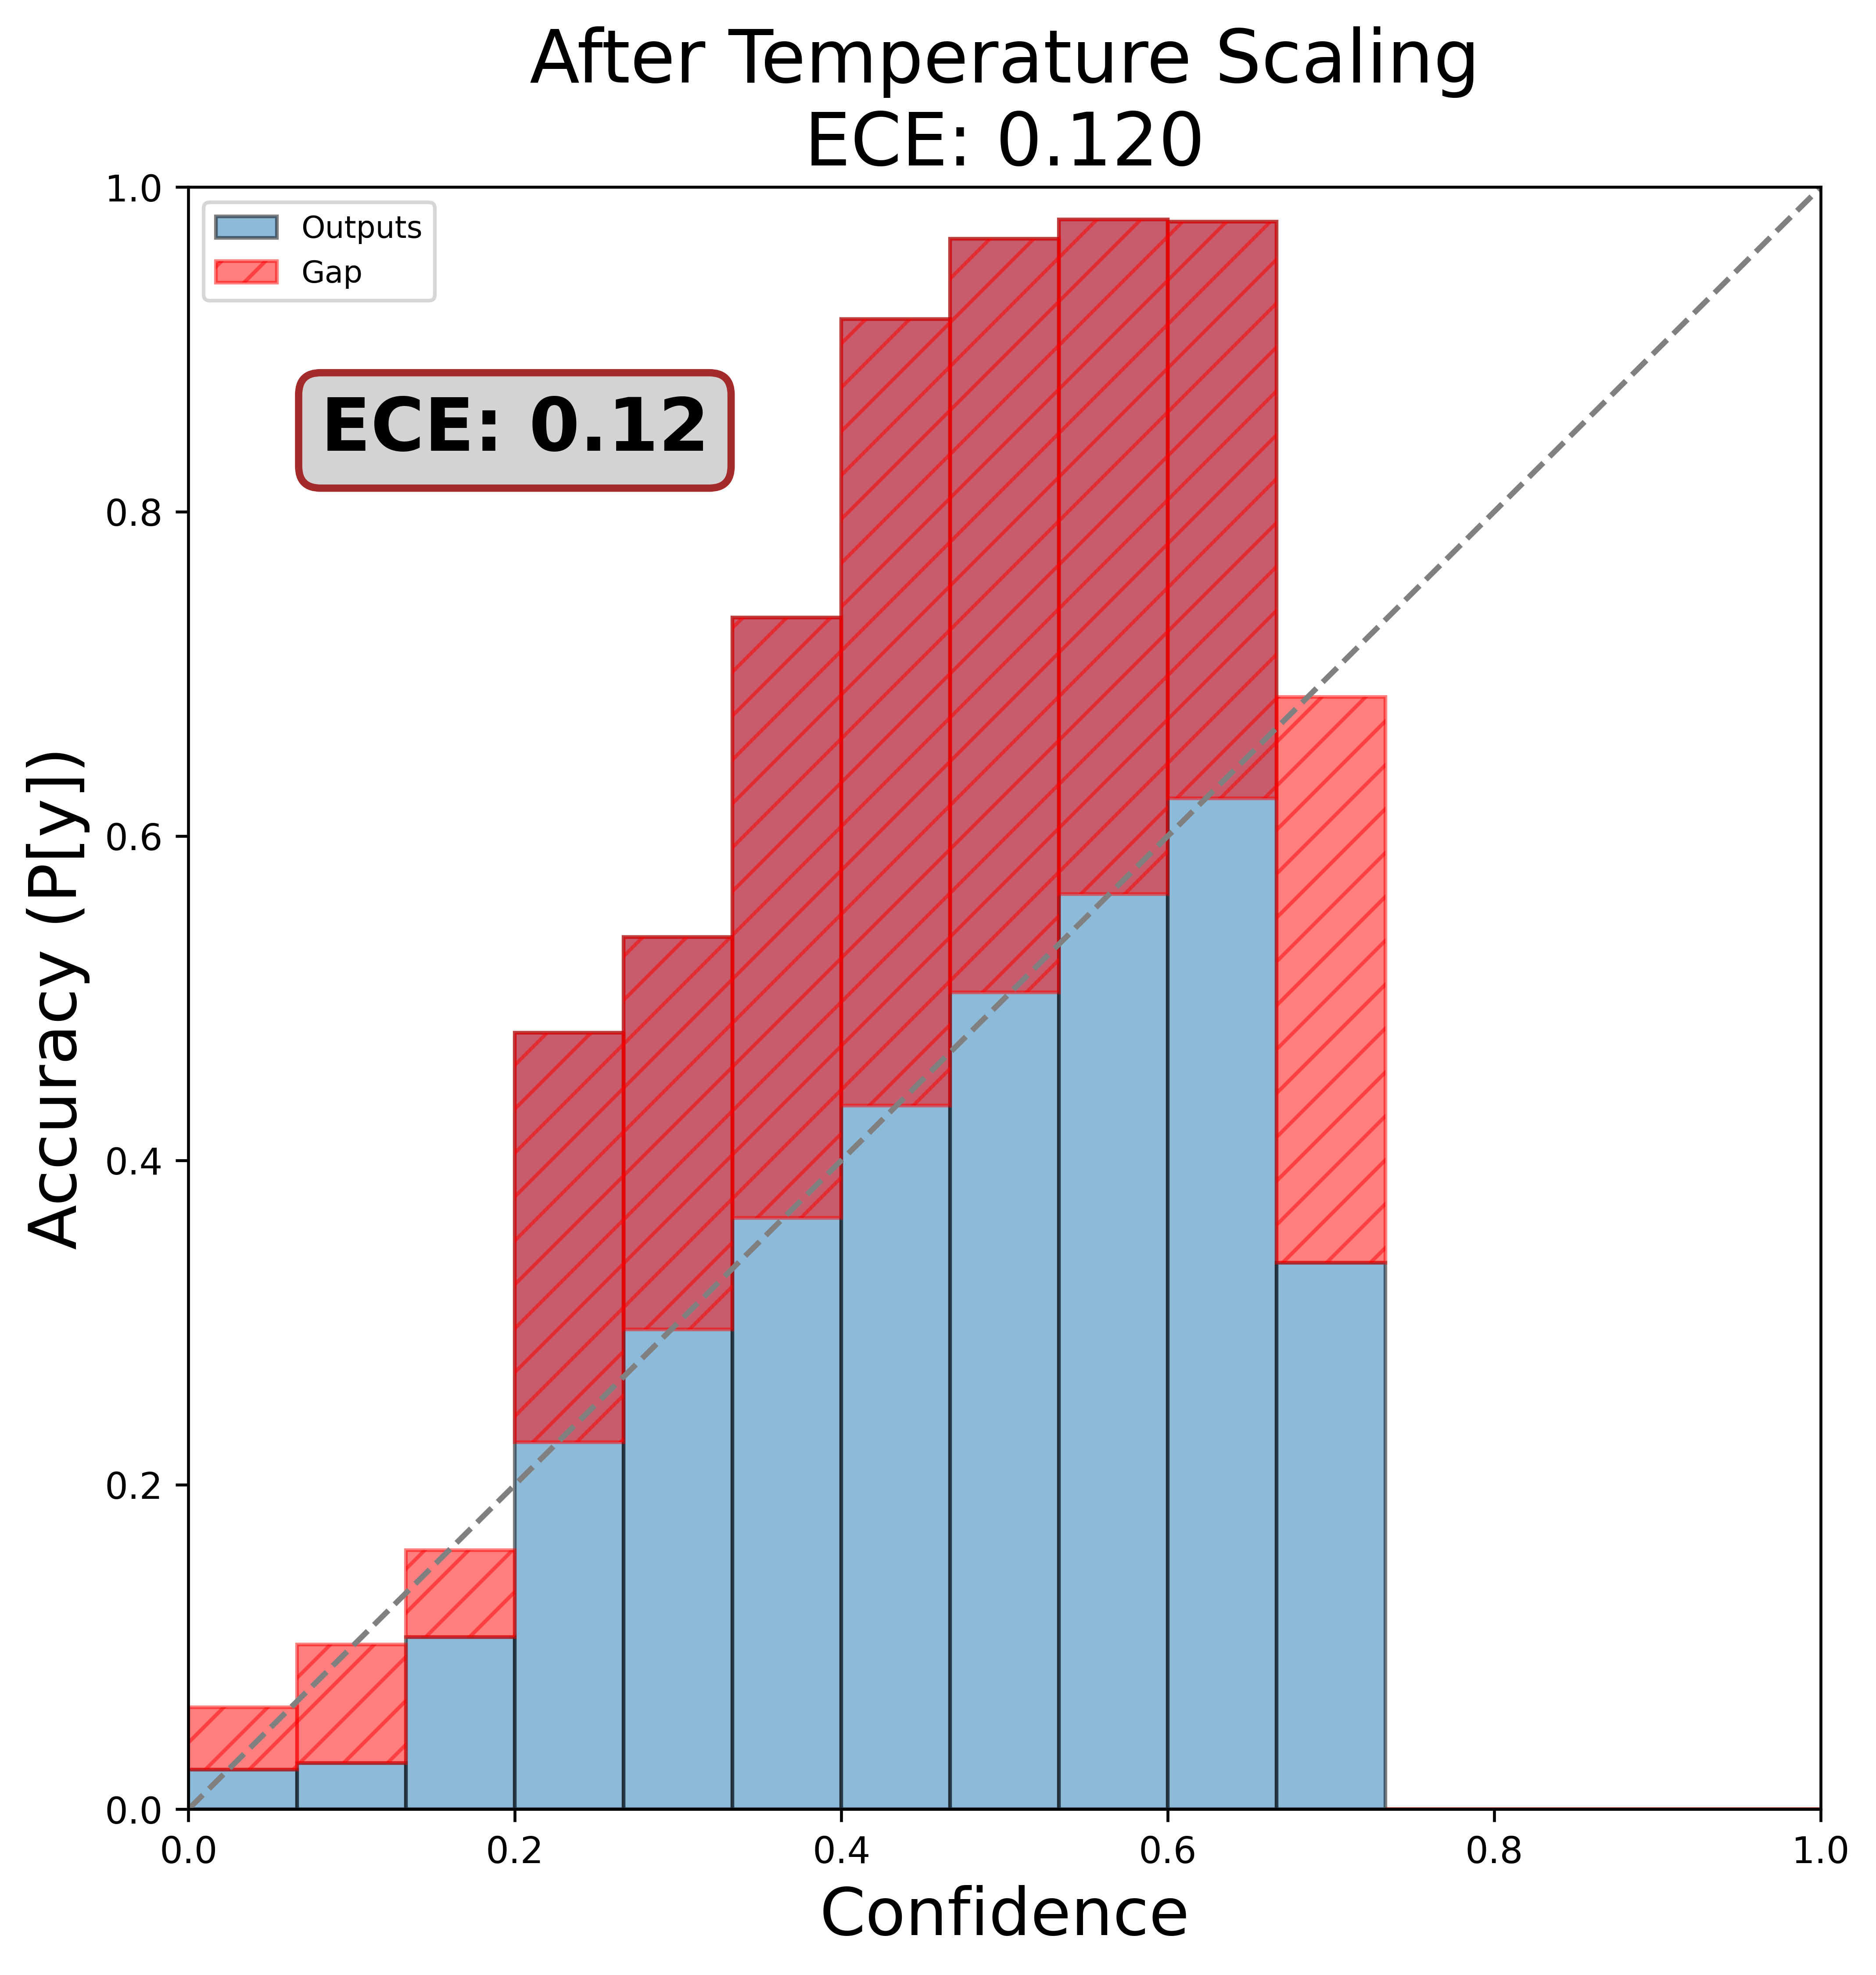 After Temperature Scaling
ECE: 0.120
1.0
Outputs
Gap
ECE: 0.12
0.8
0.6
0.4
0.2
0.0
Accuracy (P[y])
0.0 0.2 0.4 0.6 0.8 1.0
Confidence